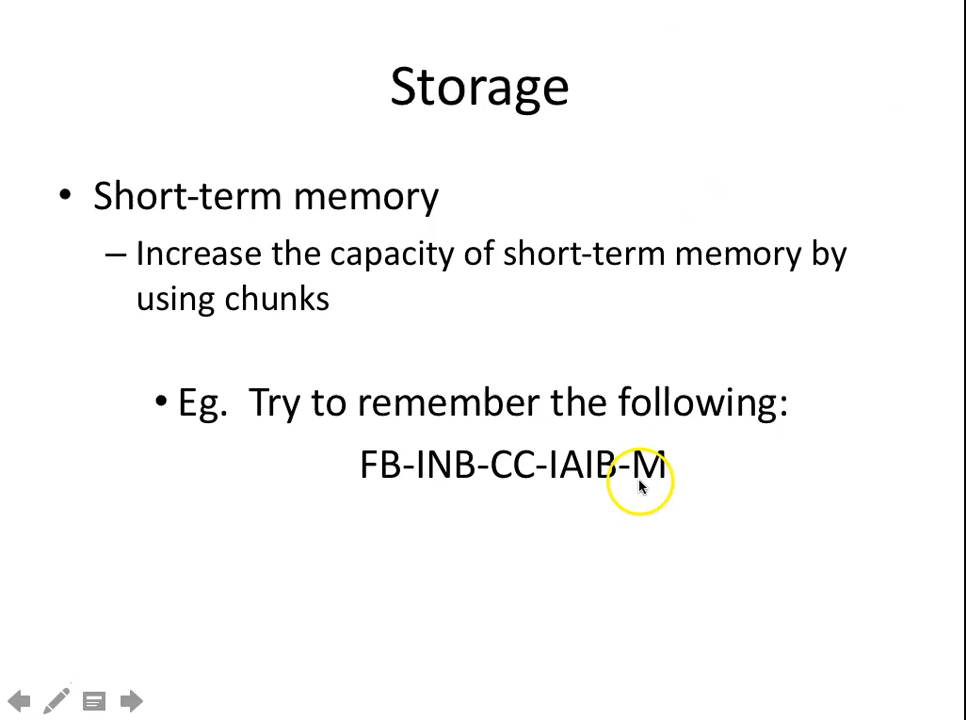 Storage
• Short-term memory
– Increase the capacity of short-term memory by
using chunks
• Eg. Try to remember the following:
FB-INB-CC-IAIB-M